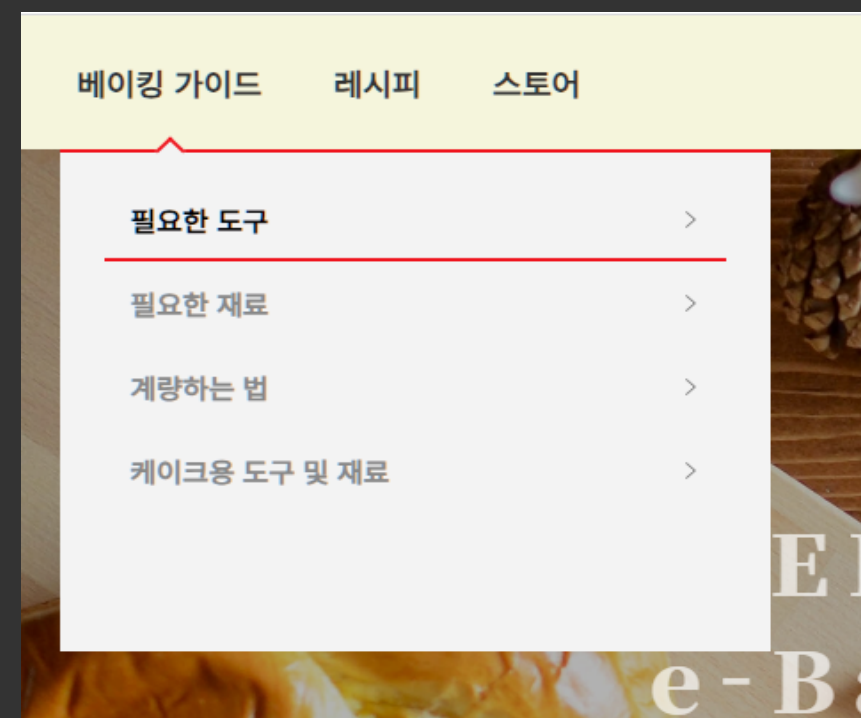 베이킹 가이드 레시피 스토어
필요한 도구
필요한 재료
계량하는 법
케이크용 도구 및 재료
E
e-B